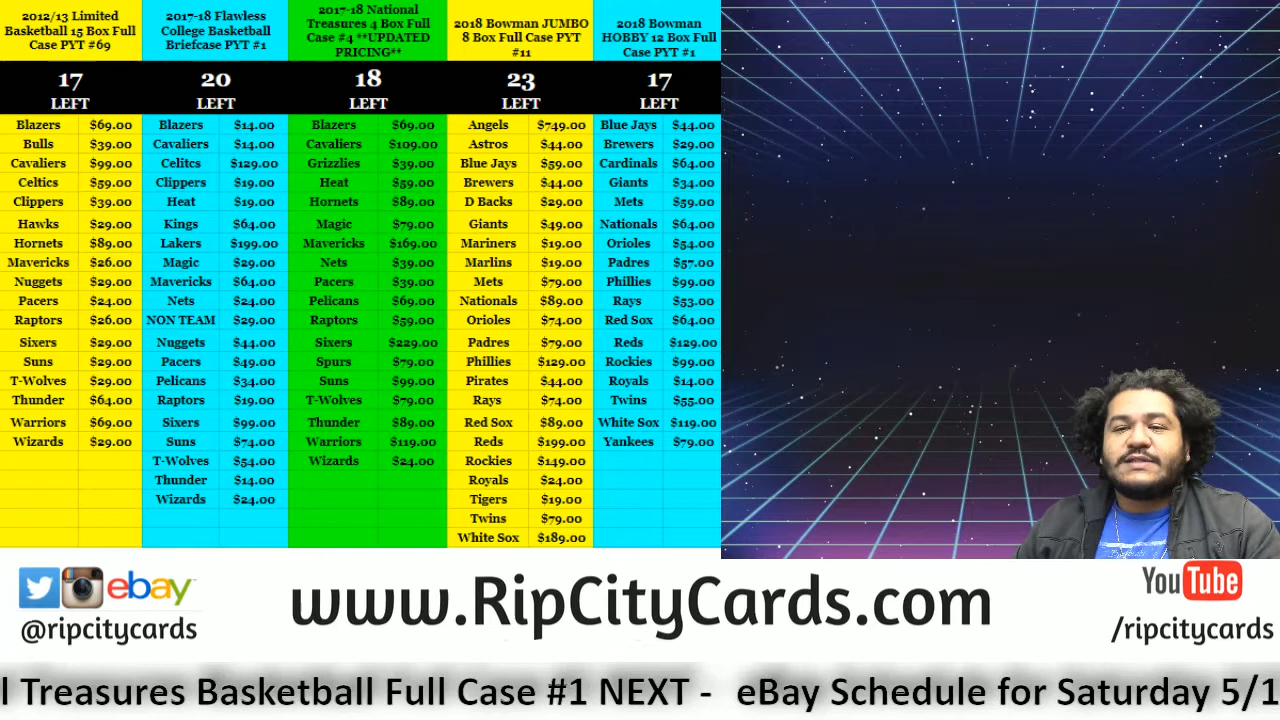 2012/13 Limited
Basketball 15 Box Full
Case PYT #69
17
LEFT
Blazers $69.00
Bulls $39.00
Cavaliers $99.00
Celtics $59.00
Clippers $39.00
Hawks $29.00
Hornets $89.00
Mavericks $26.00
Nuggets $29.00
Pacers $24.00
Raptors $26.00
Sixers $29.00
Suns $29.00
T-Wolves $29.00
Thunder $64.00
Warriors $69.00
Wizards $29.00
2017-18 Flawless
College Basketball
Briefcase PYT #1
20
LEFT
Blazers $14.00
Cavaliers $14.00
Celitcs $129.00
Clippers $19.00
Heat $19.00
Kings $64.00
Lakers $199.00
Magic $29.00
Mavericks $64.00
Nets $24.00
NON TEAM $29.00
Nuggets $44.00
Pacers $49.00
Pelicans $34.00
Raptors $19.00
Sixers $99.00
Suns $74.00
T-Wolves $54.00
Thunder $14.00
Wizards $24.00
2017-18 National
Treasures 4 Box Full
Case #4 **UPDATED
PRICING**
18
LEFT
Blazers $69.00
Cavaliers $109.00
Grizzlies $39.00
Heat $59.00
Hornets $89.00
Magic $79.00
Mavericks $169.00
Nets $39.00
Pacers $39.00
Pelicans $69.00
Raptors $59.00
Sixers $229.00
Spurs $79.00
Suns $99.00
T-Wolves $79.00
Thunder $89.00
Warriors $119.00
Wizards $24.00
2018 Bowman JUMBO
8 Box Full Case PYT
#11
23
LEFT
Angels $749.00
Astros $44.00
Blue Jays $59.00
Brewers $44.00
D Backs $29.00
Giants $49.00
Mariners $19.00
Marlins $19.00
Mets $79.00
Nationals $89.00
Orioles $74.00
Padres $79.00
Phillies $129.00
Pirates $44.00
Rays $74.00
Red Sox $89.00
Reds $199.00
Rockies $149.00
Royals $24.00
Tigers $19.00
Twins $79.00
White Sox $189.00
2018 Bowman
HOBBY 12 Box Full
Case PYT #1
17
LEFT
Blue Jays $44.00
Brewers $29.00
Cardinals $64.00
Giants $34.00
Mets $59.00
Nationals $64.00
Orioles $54.00
Padres $57.00
Phillies $99.00
Rays $53.00
Red Sox $64.00
Reds $129.00
Rockies $99.00
Royals $14.00
Twins $55.00
White Sox $119.00
Yankees $79.00
ebay
@ripcitycards
www.RipCityCards.com
YouTube
/ripcitycards
l Treasures Basketball Full Case #1 NEXT - eBay Schedule for Saturday 5/1